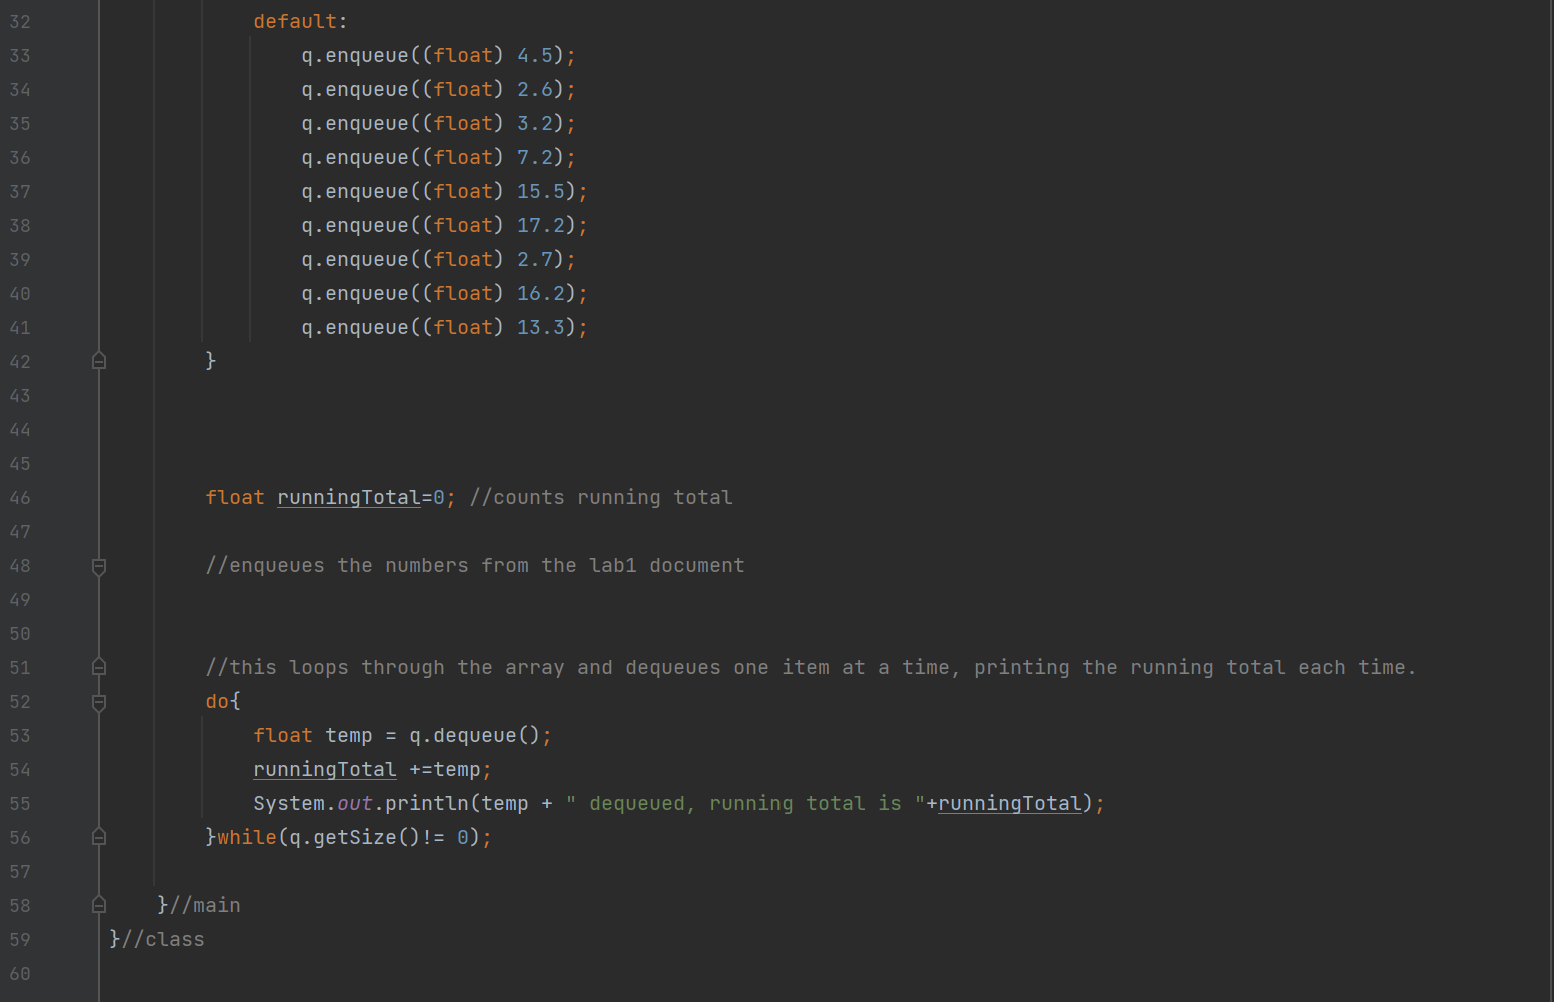 32 default:
33 q.enqueue((float) 4.5);
34 q.enqueue((float) 2.6);
35 q.enqueue((float) 3.2);
36 q.enqueue((float) 7.2);
37 q.enqueue((float) 15.5);
38 q.enqueue((float) 17.2);
39 q.enqueue((float) 2.7);
40 q.enqueue((float) 16.2);
41 q.enqueue((float) 13.3);
42 }
43
44
45
46 float runningTotal=0; //counts running total
47
48 //enqueues the numbers from the lab1 document
49
50
51 //this loops through the array and dequeues one item at a time, printing the running total each time.
52 do{
53 float temp = q.dequeue();
54 runningTotal +=temp;
55 System.out.println(temp + " dequeued, running total is "+runningTotal);
56 }while(q.getSize()!= 0);
57
58 }//main
59 }//class
60